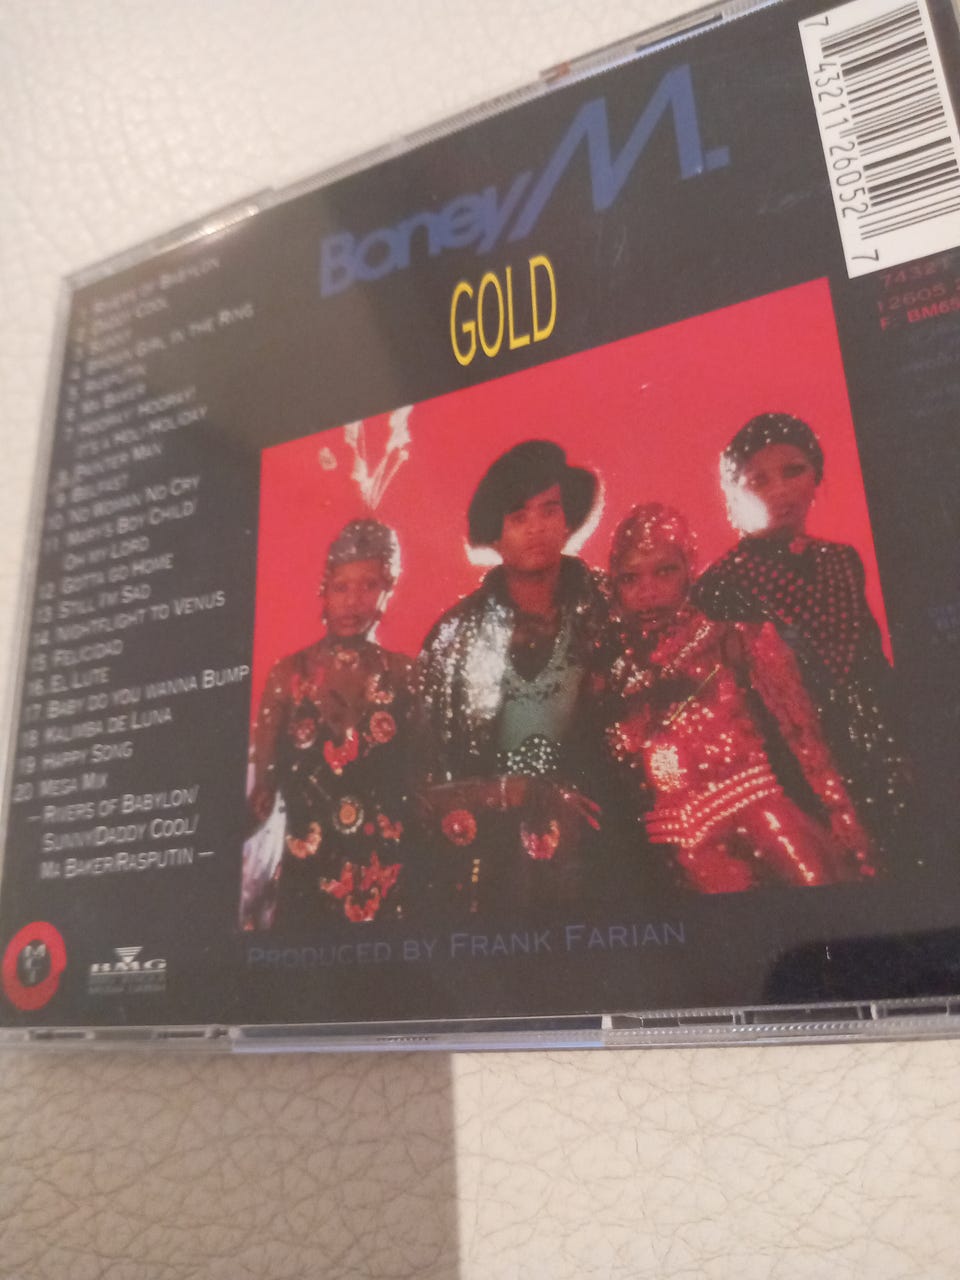 Boney M.
GOLD
1 Rivers of Babylon
2 Daddy Cool
3 Sunny
4 Brown Girl in the Ring
5 Rasputin
6 Ma Baker
7 Hooray! Hooray!
It's a Holi-Holiday
8 Painter Man
9 Belfast
10 No Woman No Cry
11 Mary's Boy Child/
Oh My Lord
12 Gotta Go Home
13 Still I'm Sad
14 Nightflight to Venus
15 Felicidad
16 El Lute
17 Baby Do You Wanna Bump
18 Kalimba de Luna
19 Happy Song
20 Mega Mix
– Rivers of Babylon/
Sunny/Daddy Cool/
Ma Baker/Rasputin –
MCI
BMG
Produced by Frank Farian
7 43211 26052 7
74321
12605 2
F: BM65